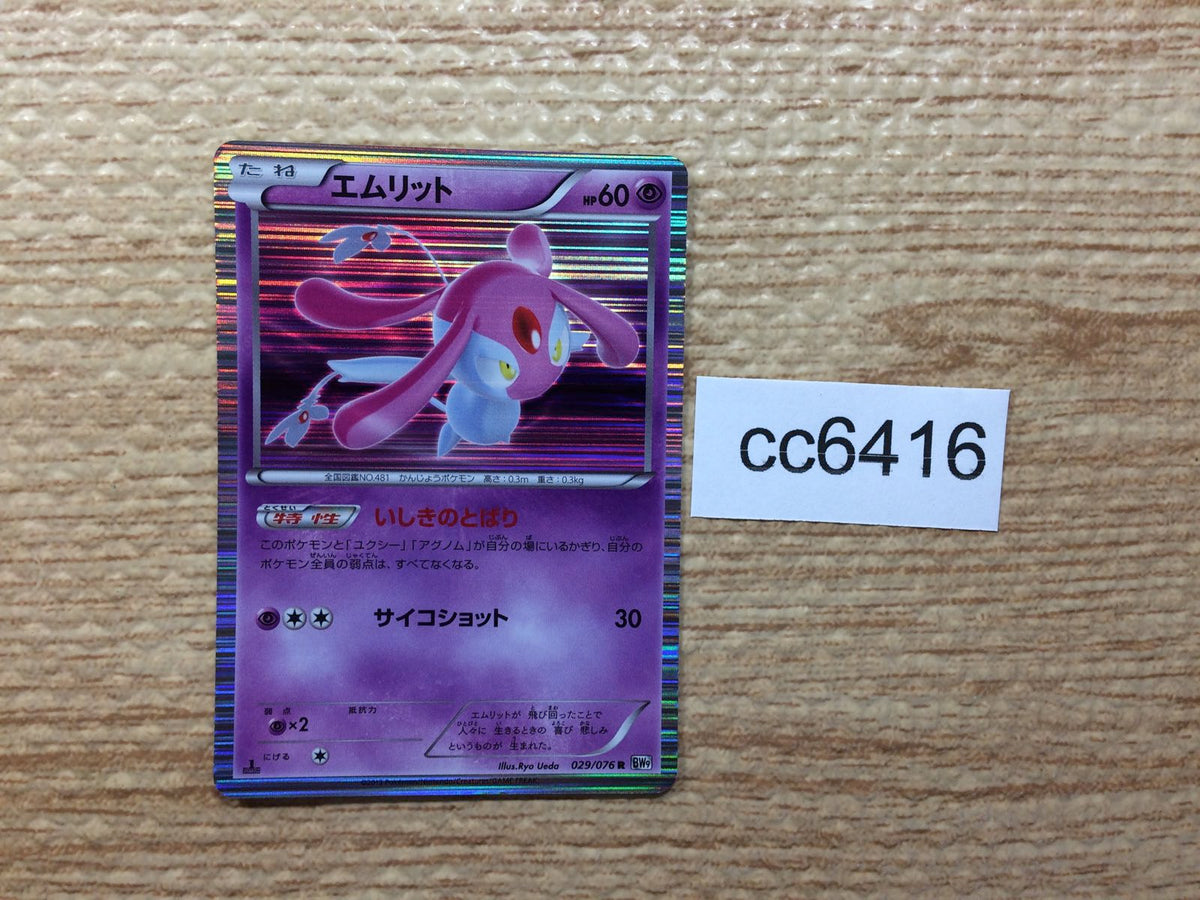 たね エムリット HP60
全国図鑑NO.481 かんじょうポケモン 高さ：0.3m 重さ：0.3kg
とくせい
特性 いしきのとばり
このポケモンと「ユクシー」「アグノム」が自分の場にいるかぎり、自分の
ポケモン全員の弱点は、すべてなくなる。
サイコショット 30
弱点 抵抗力
×2
にげる
エムリットが 飛び回ったことで
人々に 生きるときの 喜び 悲しみ
というものが 生まれた。
Illus.Ryo Ueda 029/076 R BW9
cc6416